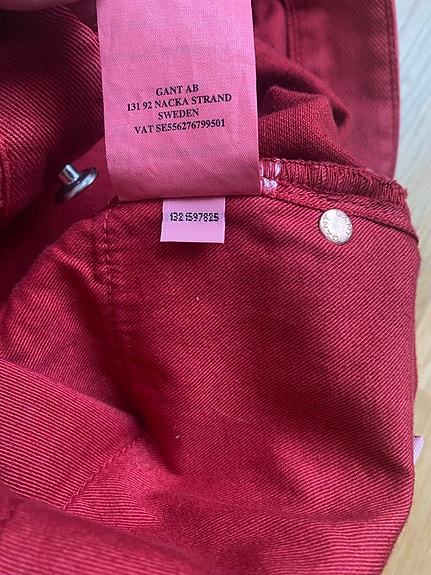 GANT AB
131 92 NACKA STRAND
SWEDEN
VAT SE556276799501
1321597825